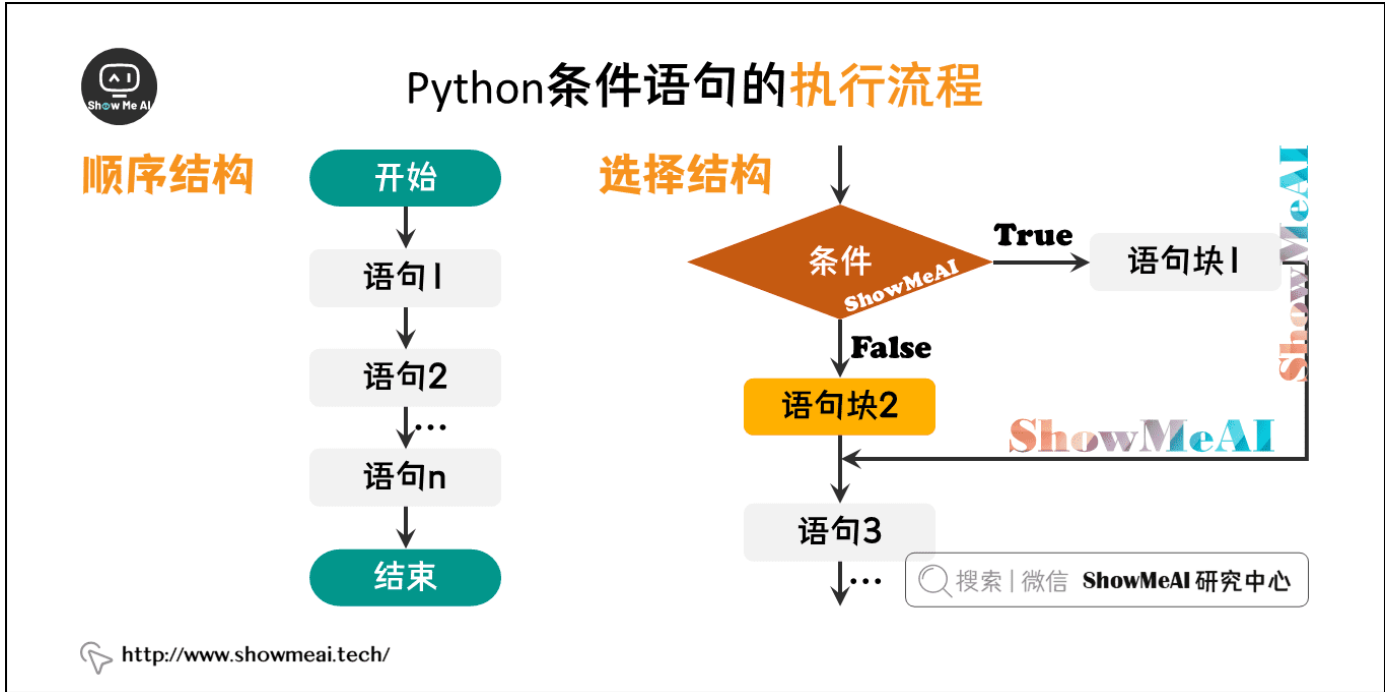 Show Me AI
Python条件语句的执行流程
顺序结构
开始
语句1
语句2
...
语句n
结束
选择结构
条件
ShowMeAI
True
语句块1
False
语句块2
ShowMeAI
ShowMeAI
语句3
...
搜索 | 微信 ShowMeAI 研究中心
http://www.showmeai.tech/